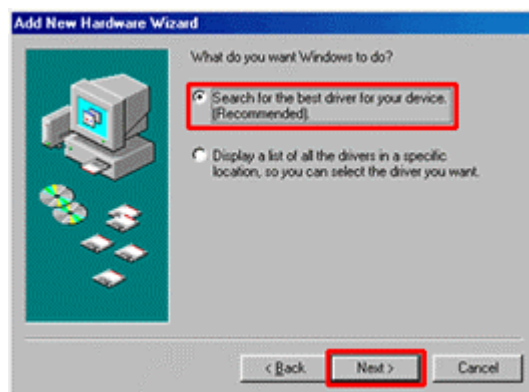 Add New Hardware Wizard
What do you want Windows to do?
Search for the best driver for your device.
(Recommended).
Display a list of all the drivers in a specific
location, so you can select the driver you want.
< Back
Next >
Cancel